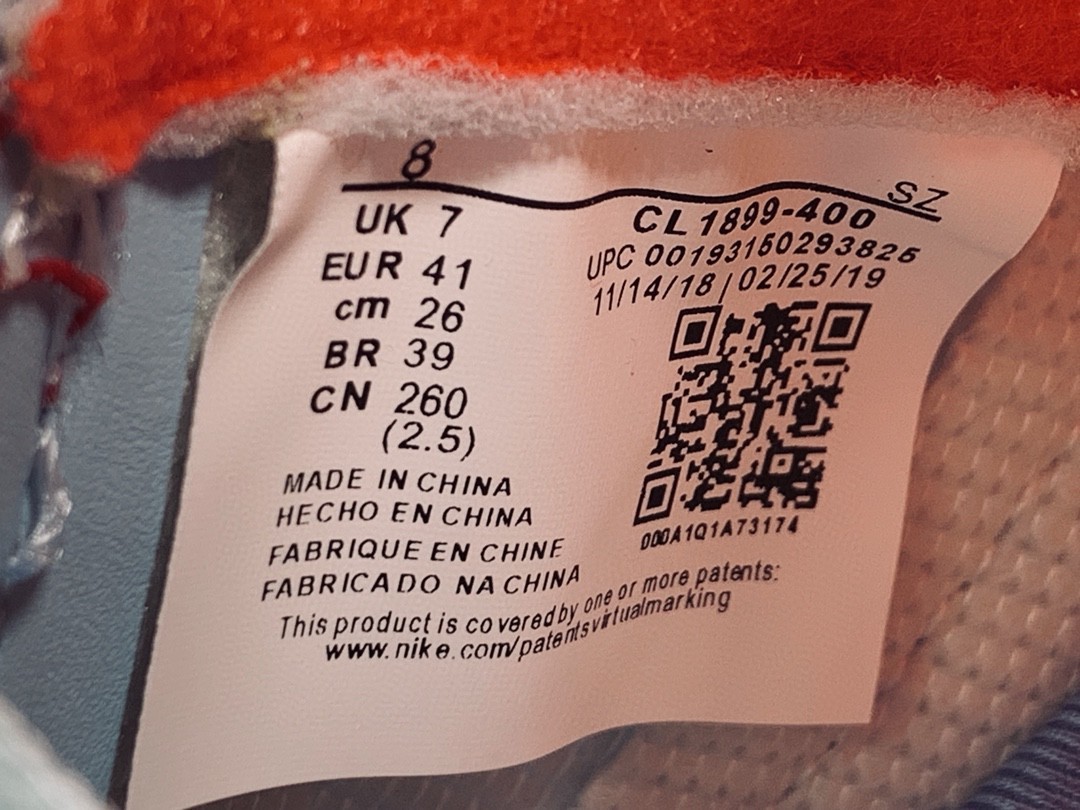 8
SZ
UK 7
EUR 41
cm 26
BR 39
CN 260
(2.5)
MADE IN CHINA
HECHO EN CHINA
FABRIQUE EN CHINE
FABRICADO NA CHINA
CL1899-400
UPC 00193150293825
11/14/18 | 02/25/19
000A1Q1A73174
This product is covered by one or more patents:
www.nike.com/patentsvirtualmarking